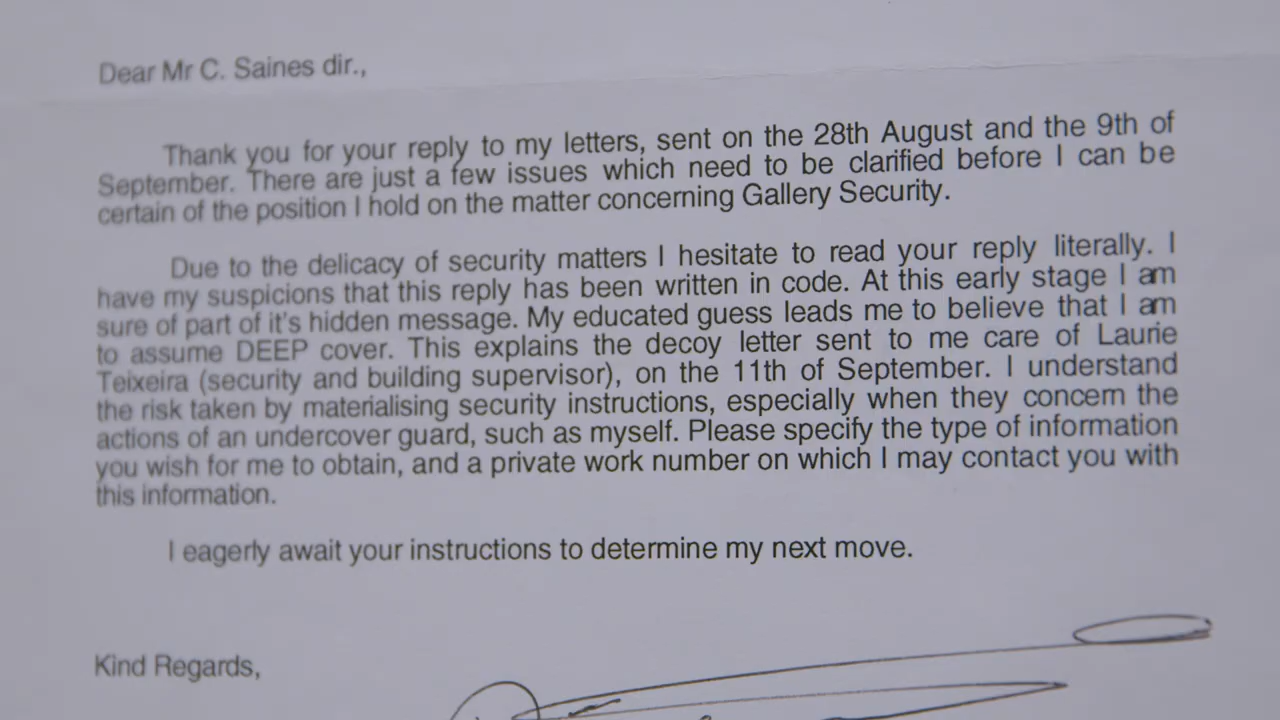 Dear Mr C. Saines dir.,
Thank you for your reply to my letters, sent on the 28th August and the 9th of
September. There are just a few issues which need to be clarified before I can be
certain of the position I hold on the matter concerning Gallery Security.
Due to the delicacy of security matters I hesitate to read your reply literally. I
have my suspicions that this reply has been written in code. At this early stage I am
sure of part of it's hidden message. My educated guess leads me to believe that I am
to assume DEEP cover. This explains the decoy letter sent to me care of Laurie
Teixeira (security and building supervisor), on the 11th of September. I understand
the risk taken by materialising security instructions, especially when they concern the
actions of an undercover guard, such as myself. Please specify the type of information
you wish for me to obtain, and a private work number on which I may contact you with
this information.
I eagerly await your instructions to determine my next move.
Kind Regards,